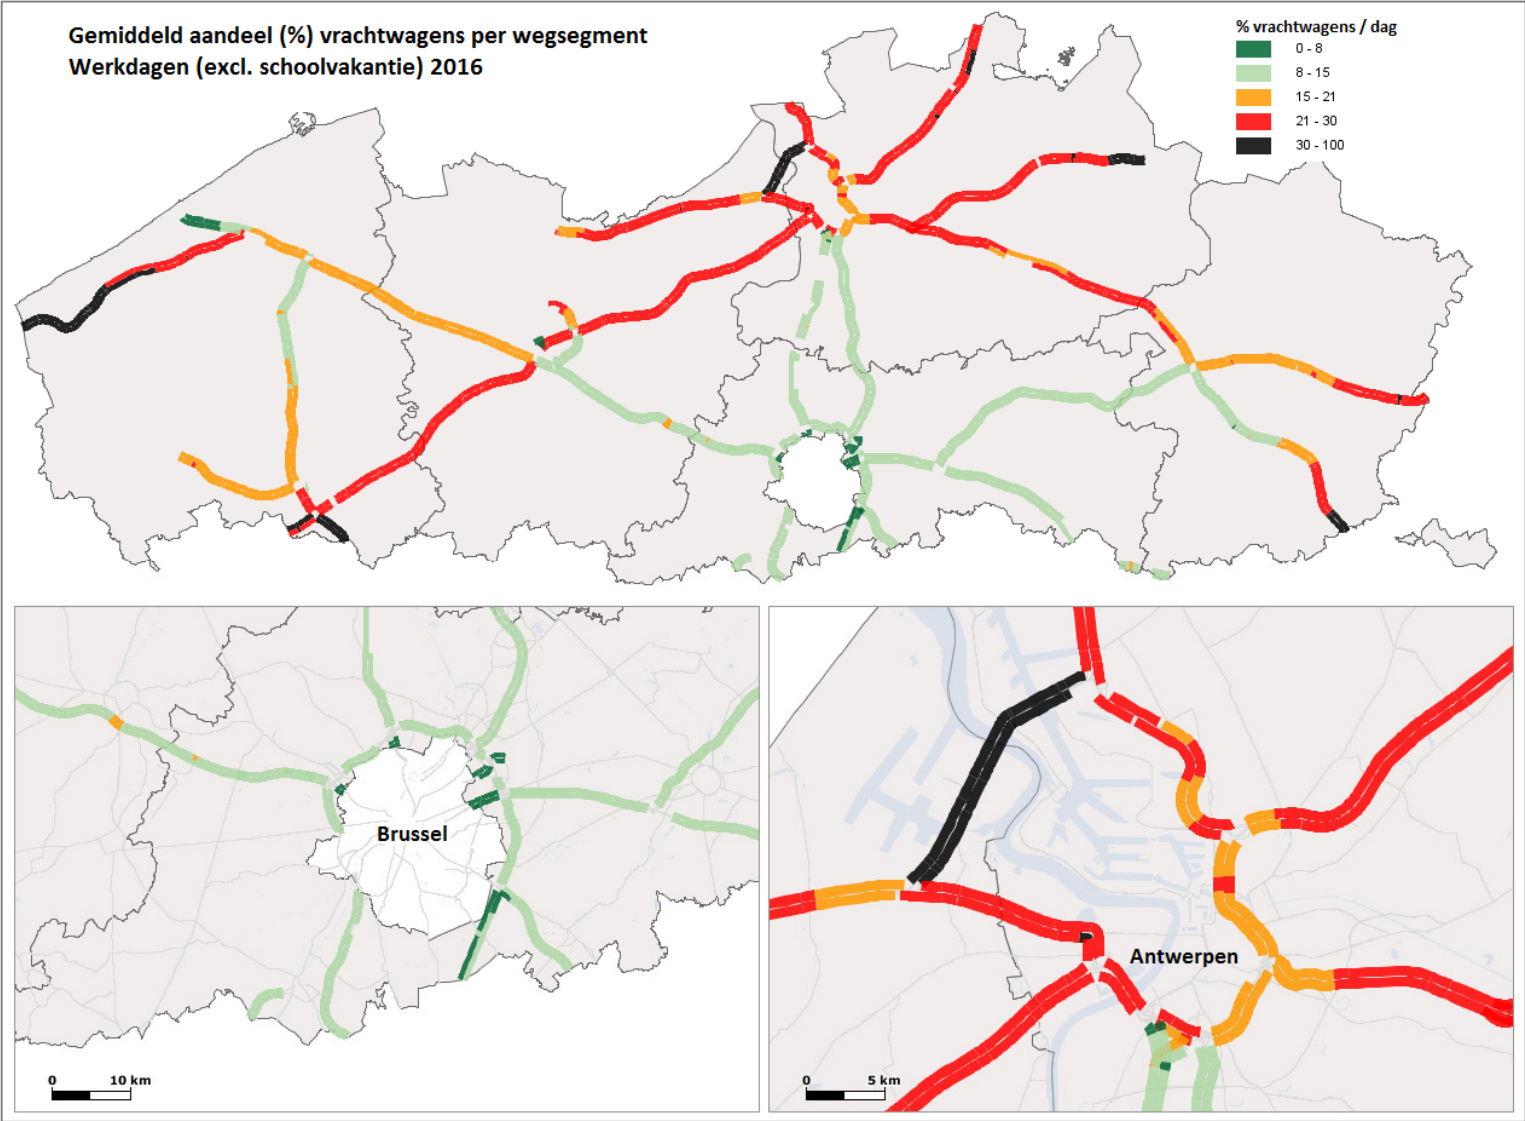 Gemiddeld aandeel (%) vrachtwagens per wegsegment
Werkdagen (excl. schoolvakantie) 2016
% vrachtwagens / dag
0 - 8
8 - 15
15 - 21
21 - 30
30 - 100
Brussel
0 10 km
Antwerpen
0 5 km